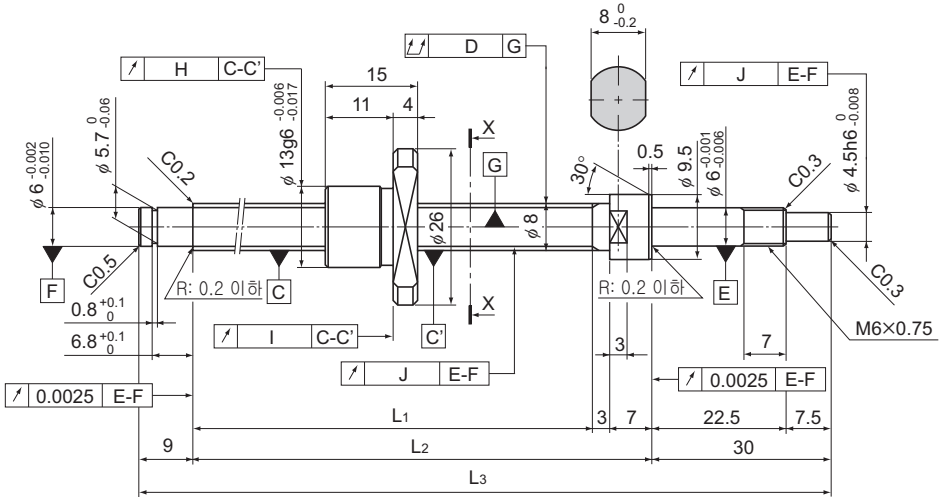 8 0 -0.2
H C-C'
D G
J E-F
15
11 4
φ 6 -0.002 -0.010
φ 5.7 0 -0.06
C0.2
φ 13g6 -0.006 -0.017
X
G
30°
0.5
φ 9.5
φ 6 -0.001 -0.006
C0.3
φ 4.5h6 0 -0.008
φ 26
φ 8
F
C0.5
R: 0.2 이하
C
C'
R: 0.2 이하
E
C0.3
0.8 +0.1 0
6.8 +0.1 0
I C-C'
X
3
7
M6×0.75
J E-F
0.0025 E-F
0.0025 E-F
L1 3 7 22.5 7.5
9 L2 30
L3